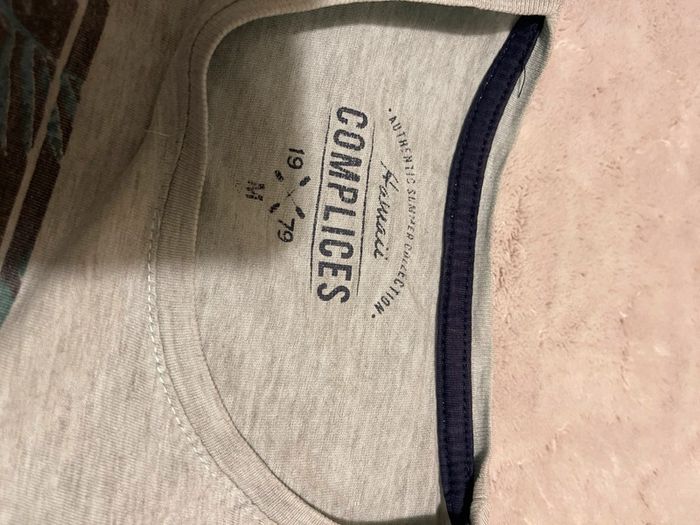 • AUTHENTIC SUMMER COLLECTION •
Hawaii
COMPLICES
19 79
M